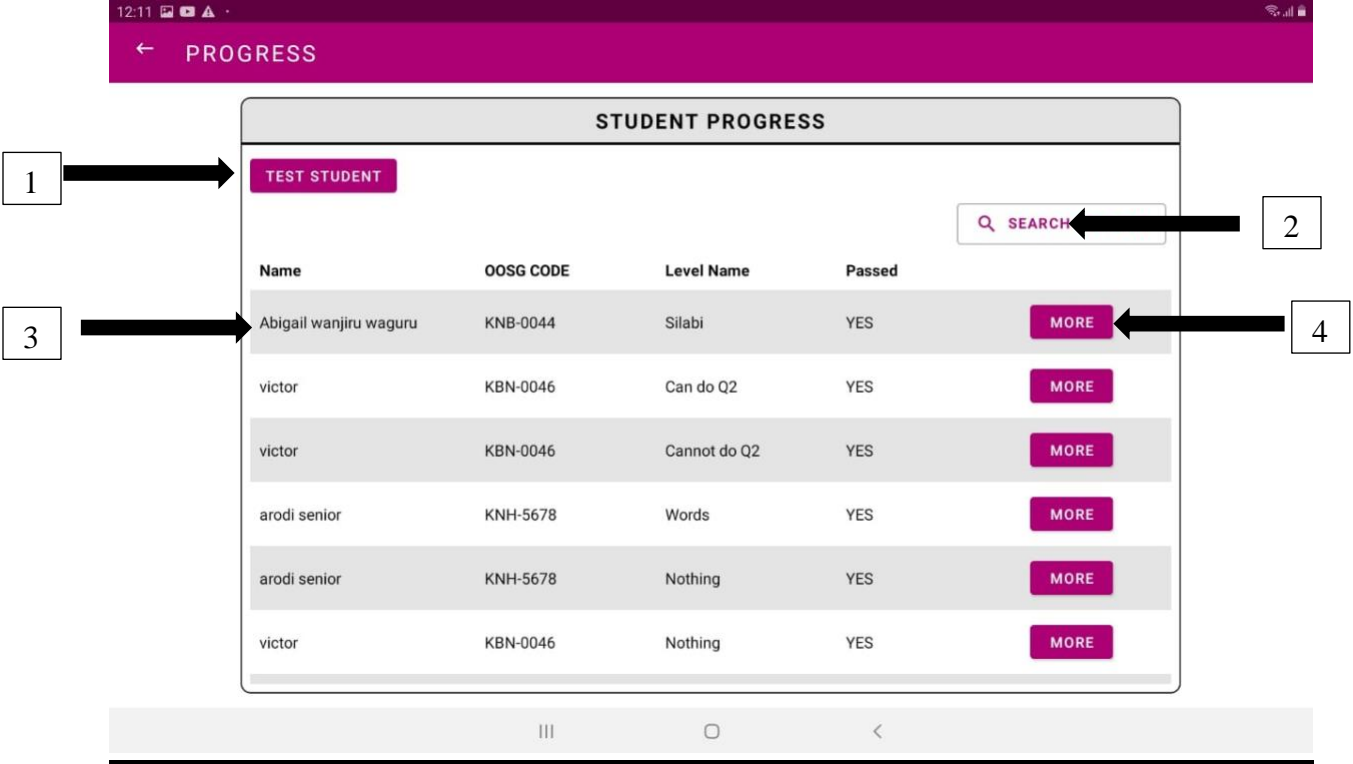 12:11
PROGRESS
STUDENT PROGRESS
1
TEST STUDENT
SEARCH
2
Name OOSG CODE Level Name Passed
3
Abigail wanjiru waguru KNB-0044 Silabi YES MORE
4
victor KBN-0046 Can do Q2 YES MORE
victor KBN-0046 Cannot do Q2 YES MORE
arodi senior KNH-5678 Words YES MORE
arodi senior KNH-5678 Nothing YES MORE
victor KBN-0046 Nothing YES MORE